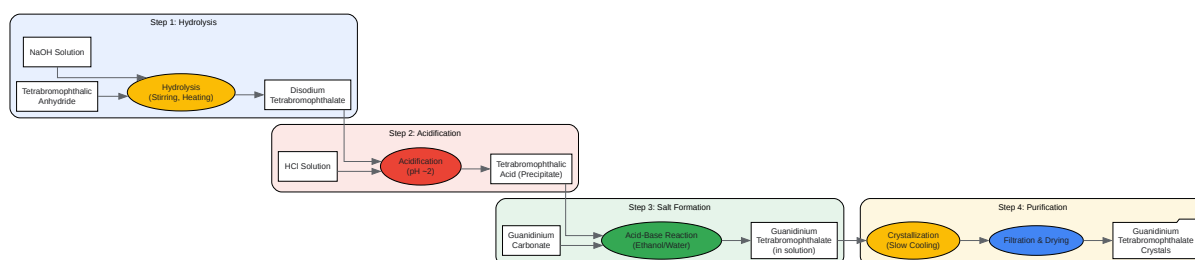 Step 1: Hydrolysis
NaOH Solution
Tetrabromophthalic
Anhydride
Hydrolysis
(Stirring, Heating)
Disodium
Tetrabromophthalate
Step 2: Acidification
HCl Solution
Acidification
(pH ~2)
Tetrabromophthalic
Acid (Precipitate)
Step 3: Salt Formation
Guanidinium
Carbonate
Acid-Base Reaction
(Ethanol/Water)
Guanidinium
Tetrabromophthalate
(in solution)
Step 4: Purification
Crystallization
(Slow Cooling)
Filtration & Drying
Guanidinium
Tetrabromophthalate
Crystals